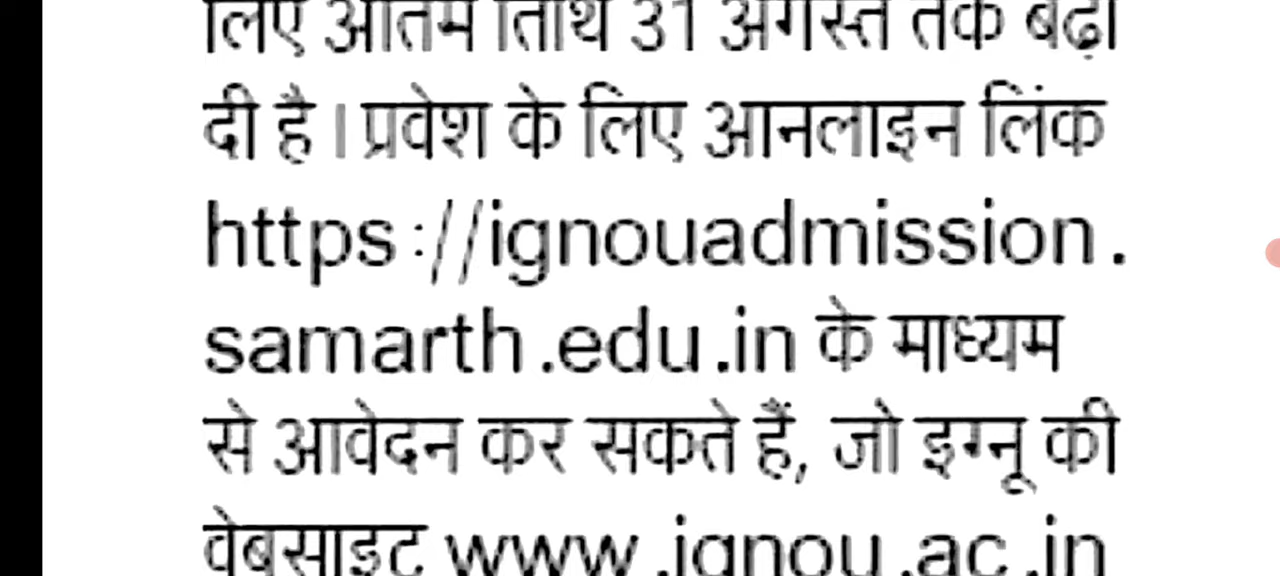 लिए अंतिम तिथि 31 अगस्त तक बढ़ा
दी है। प्रवेश के लिए आनलाइन लिंक
https://ignouadmission.
samarth.edu.in के माध्यम
से आवेदन कर सकते हैं, जो इग्नू की
वेबसाइट www.ignou.ac.in